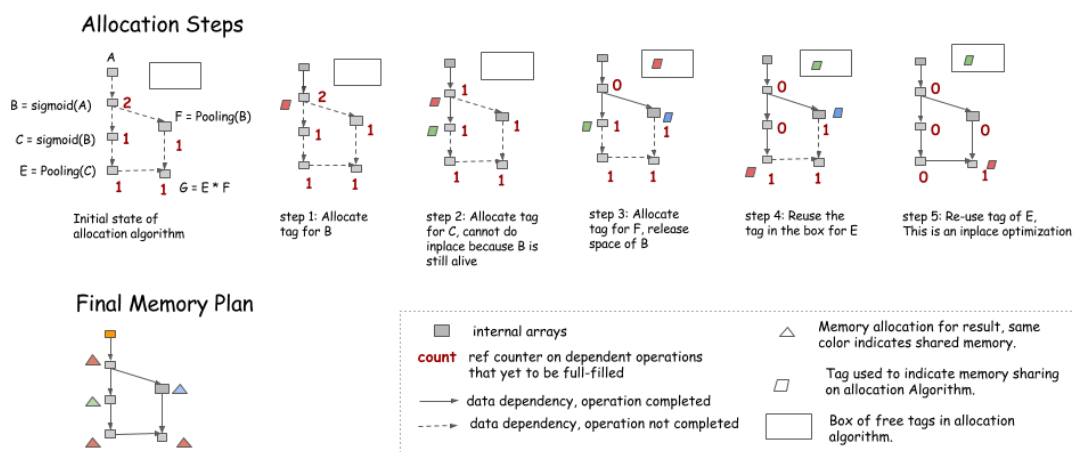 Allocation Steps
A
B = sigmoid(A)
2
F = Pooling(B)
C = sigmoid(B)
1
1
E = Pooling(C)
1
1
G = E * F
Initial state of
allocation algorithm
2
1
1
1
1
step 1: Allocate
tag for B
1
1
1
1
1
step 2: Allocate tag
for C, cannot do
inplace because B is
still alive
0
1
1
1
1
step 3: Allocate
tag for F, release
space of B
0
0
1
1
1
step 4: Reuse the
tag in the box for E
0
0
0
0
1
step 5: Re-use tag of E,
This is an inplace optimization
Final Memory Plan
internal arrays
count ref counter on dependent operations
that yet to be full-filled
data dependency, operation completed
data dependency, operation not completed
Memory allocation for result, same
color indicates shared memory.
Tag used to indicate memory sharing
on allocation Algorithm.
Box of free tags in allocation
algorithm.